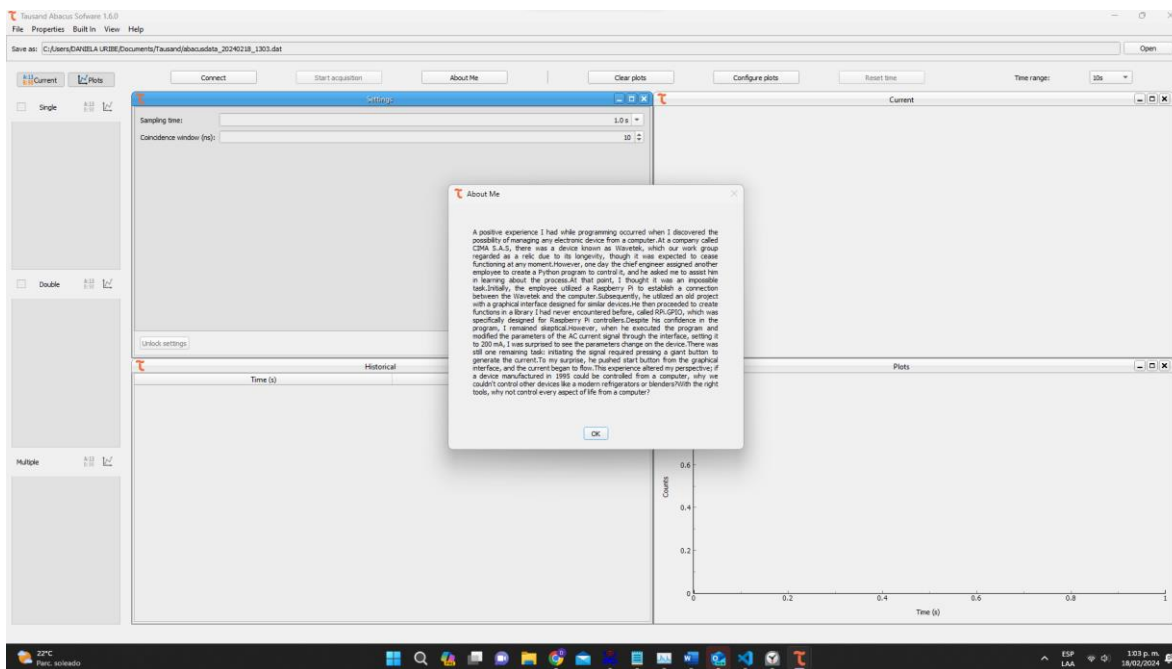 Tausand Abacus Sofware 1.6.0
File Properties Built In View Help
Save as: C:/Users/DANIELA URIBE/Documents/Tausand/abacusdata_20240218_1303.dat Open
Current Plots Connect Start acquisition About Me Clear plots Configure plots Reset time Time range: 10s
Single
Settings
Sampling time: 1.0 s
Coincidence window (ns): 10
Unlock settings
Current
Double
Multiple
Historical
Time (s)
Plots
Counts
0.6
0.4
0.2
0
0 0.2 0.4 0.6 0.8 1
Time (s)
About Me
A positive experience I had while programming occurred when I discovered the
possibility of managing any electronic device from a computer.At a company called
CIMA S.A.S, there was a device known as Wavetek, which our work group
regarded as a relic due to its longevity, though it was expected to cease
functioning at any moment.However, one day the chief engineer assigned another
employee to create a Python program to control it, and he asked me to assist him
in learning about the process.At that point, I thought it was an impossible
task.Initially, the employee utilized a Raspberry Pi to establish a connection
between the Wavetek and the computer.Subsequently, he utilized an old project
with a graphical interface designed for similar devices.He then proceeded to create
functions in a library I had never encountered before, called RPi.GPIO, which was
specifically designed for Raspberry Pi controllers.Despite his confidence in the
program, I remained skeptical.However, when he executed the program and
modified the parameters of the AC current signal through the interface, setting it
to 200 mA, I was surprised to see the parameters change on the device.There was
still one remaining task: initiating the signal required pressing a giant button to
generate the current.To my surprise, he pushed start button from the graphical
interface, and the current began to flow.This experience altered my perspective; if
a device manufactured in 1995 could be controlled from a computer, why we
couldn't control other devices like a modern refrigerators or blenders?With the right
tools, why not control every aspect of life from a computer?
OK
22°C
Parc. soleado
ESP
LAA
1:03 p. m.
18/02/2024